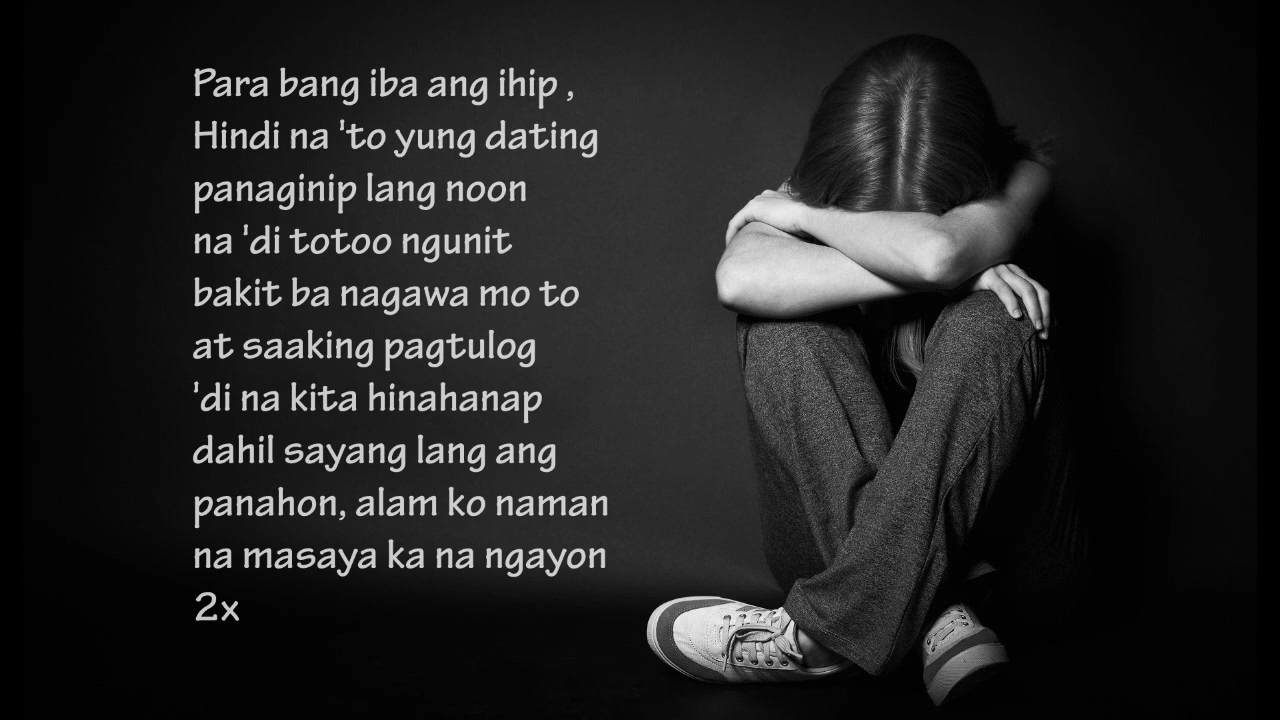 Para bang iba ang ihip ,
Hindi na 'to yung dating
panaginip lang noon
na 'di totoo ngunit
bakit ba nagawa mo to
at saaking pagtulog
'di na kita hinahanap
dahil sayang lang ang
panahon, alam ko naman
na masaya ka na ngayon
2x